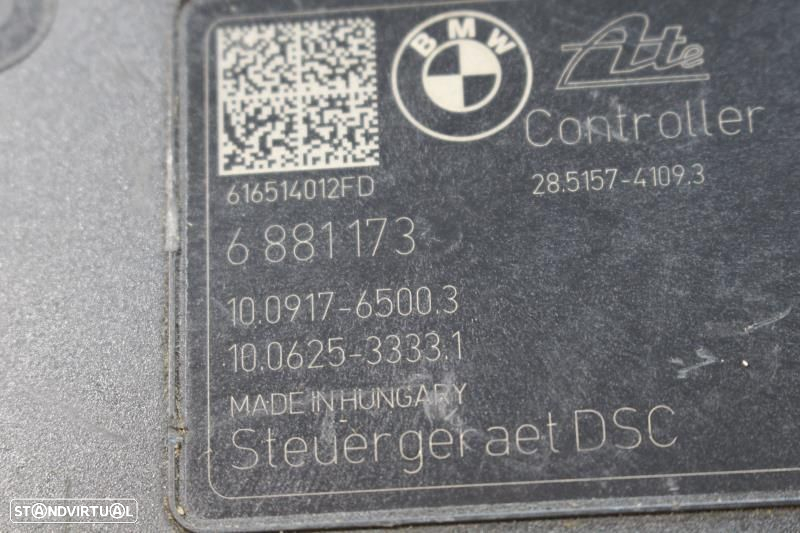 BMW
Ate
Controller
616514012FD
28.5157-4109.3
6 881 173
10.0917-6500.3
10.0625-3333.1
MADE IN HUNGARY
Steuergeraet DSC
STANDVIRTUAL